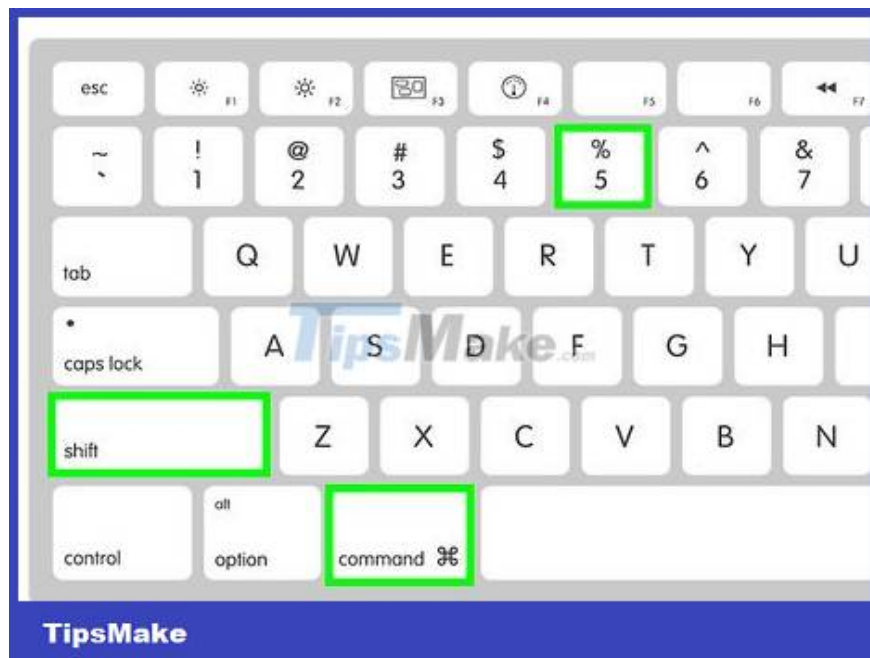 esc F1 F2 F3 F4 F5 F6 F7
~ ! @ # $ % ^ &
` 1 2 3 4 5 6 7
tab Q W E R T Y U
caps lock A S D F G H
TipsMake.com
shift Z X C V B N
alt
control option command ⌘
TipsMake